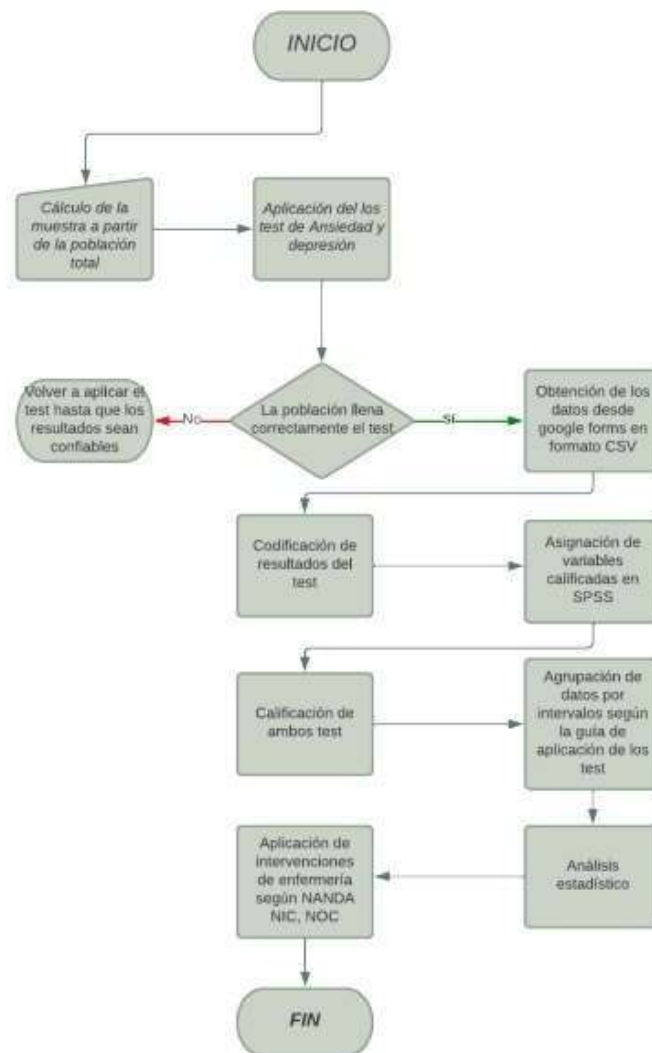 INICIO
Cálculo de la
muestra a partir
de la población
total
Aplicación del los
test de Ansiedad y
depresión
Volver a aplicar el
test hasta que los
resultados sean
confiables
No
La población llena
correctamente el test
sí
Obtención de los
datos desde
google forms en
formato CSV
Codificación de
resultados del
test
Asignación de
variables
calificadas en
SPSS
Calificación de
ambos test
Agrupación de
datos por
intervalos según
la guía de
aplicación de los
test
Aplicación de
intervenciones
de enfermería
según NANDA
NIC, NOC
Análisis
estadístico
FIN